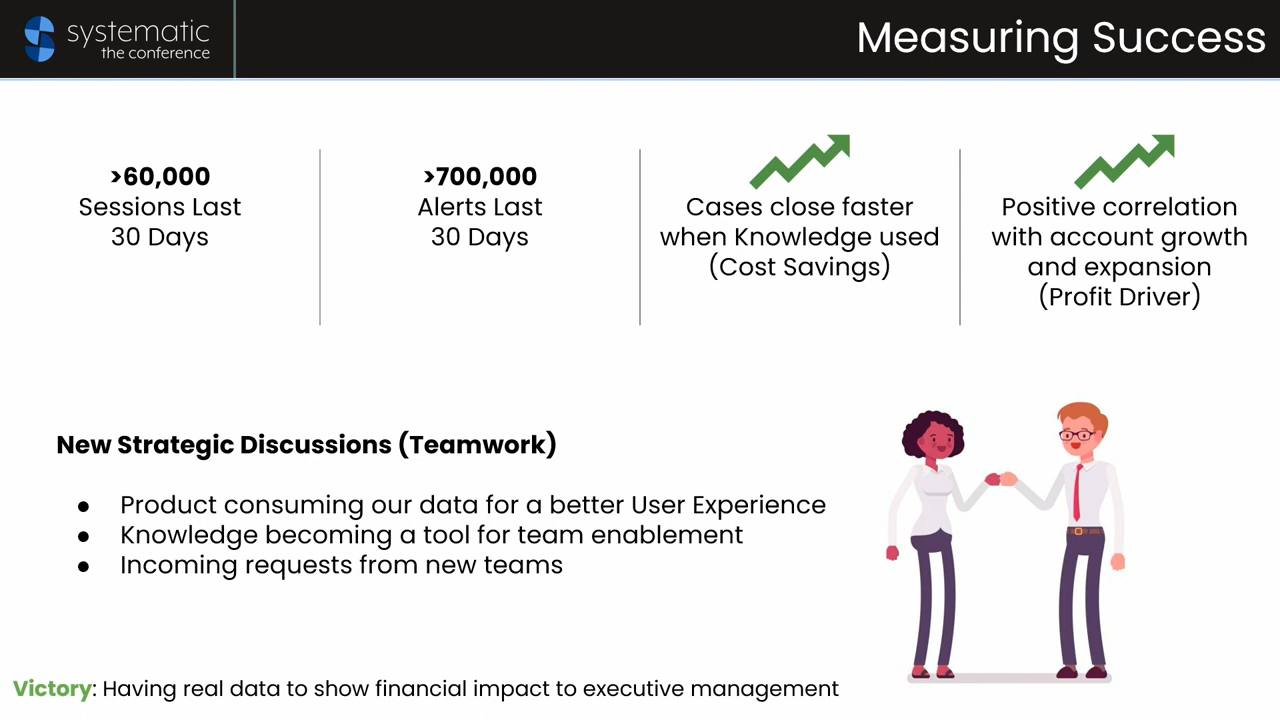 systematic
the conference
Measuring Success
>60,000
Sessions Last
30 Days
>700,000
Alerts Last
30 Days
Cases close faster
when Knowledge used
(Cost Savings)
Positive correlation
with account growth
and expansion
(Profit Driver)
New Strategic Discussions (Teamwork)
● Product consuming our data for a better User Experience
● Knowledge becoming a tool for team enablement
● Incoming requests from new teams
Victory: Having real data to show financial impact to executive management